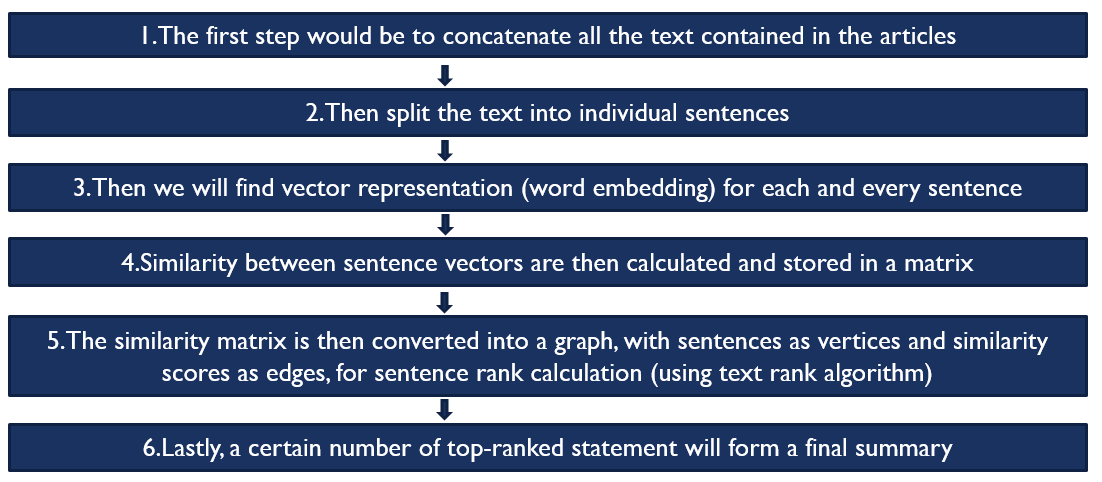 1.The first step would be to concatenate all the text contained in the articles
2.Then split the text into individual sentences
3.Then we will find vector representation (word embedding) for each and every sentence
4.Similarity between sentence vectors are then calculated and stored in a matrix
5.The similarity matrix is then converted into a graph, with sentences as vertices and similarity
scores as edges, for sentence rank calculation (using text rank algorithm)
6.Lastly, a certain number of top-ranked statement will form a final summary